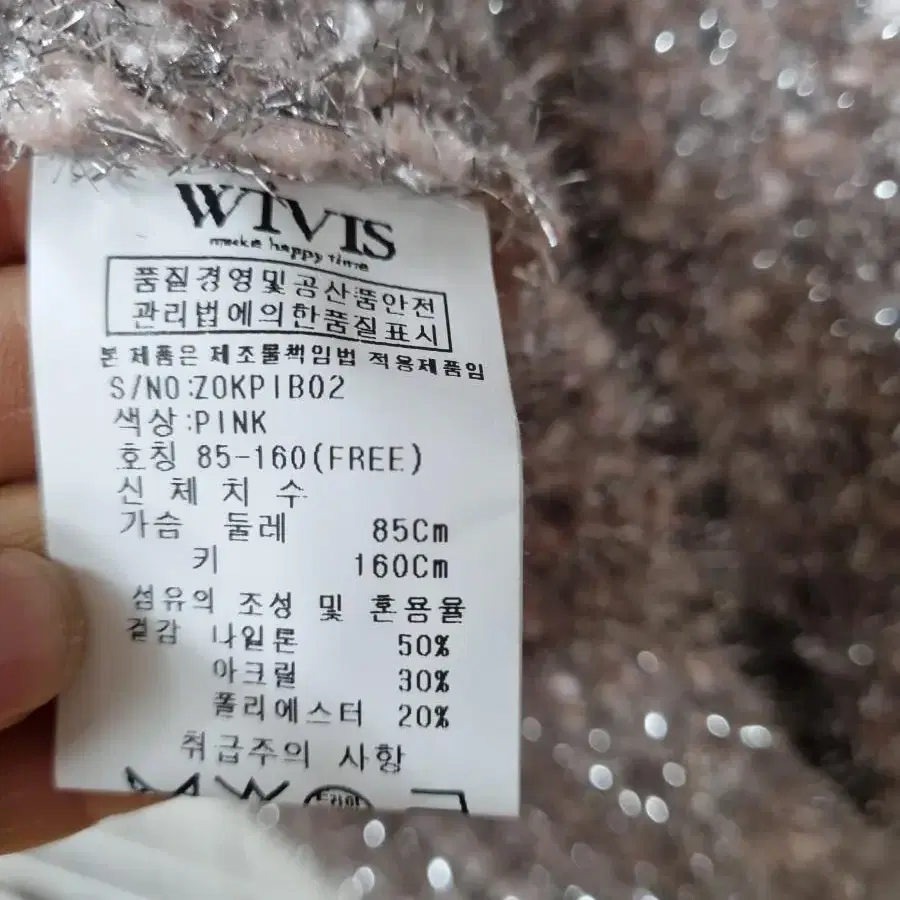 WIVIS
make happy time
품질경영및공산품안전
관리법에의한품질표시
본 제품은 제조물책임법 적용제품임
S/NO:ZOKPIB02
색상:PINK
호칭 85-160(FREE)
신 체 치 수
가슴 둘레 85Cm
키 160Cm
섬유의 조성 및 혼용율
겉감 나일론 50%
아크릴 30%
폴리에스터 20%
취급주의 사항
드라이